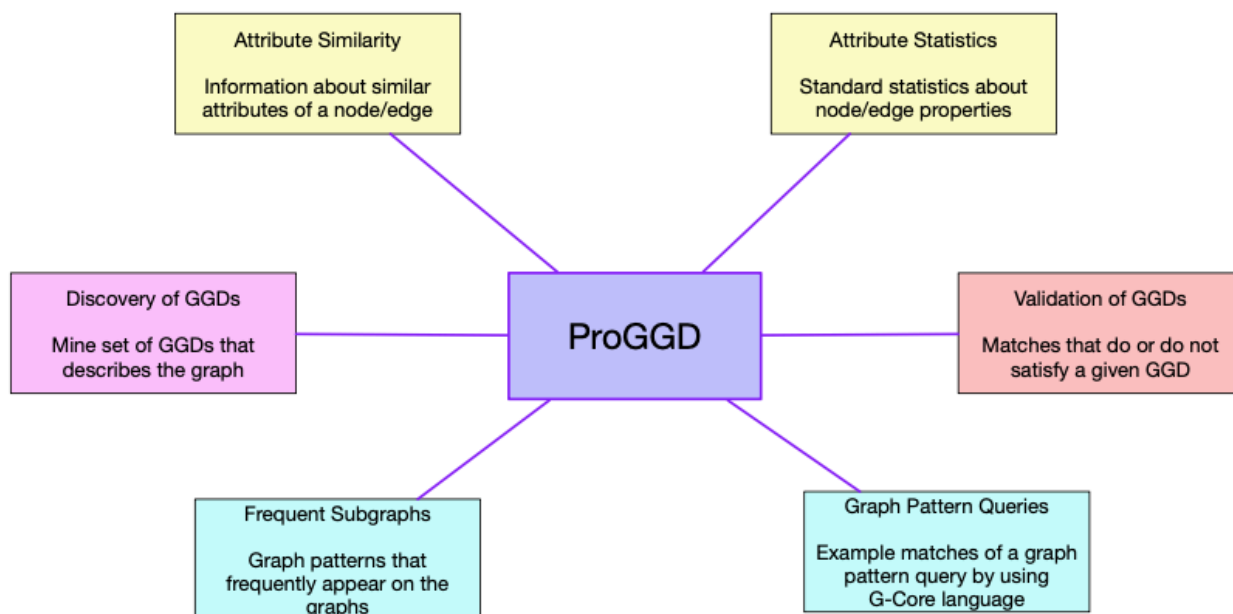 Attribute Similarity
Information about similar
attributes of a node/edge
Attribute Statistics
Standard statistics about
node/edge properties
Discovery of GGDs
Mine set of GGDs that
describes the graph
ProGGD
Validation of GGDs
Matches that do or do not
satisfy a given GGD
Frequent Subgraphs
Graph patterns that
frequently appear on the
graphs
Graph Pattern Queries
Example matches of a graph
pattern query by using
G-Core language